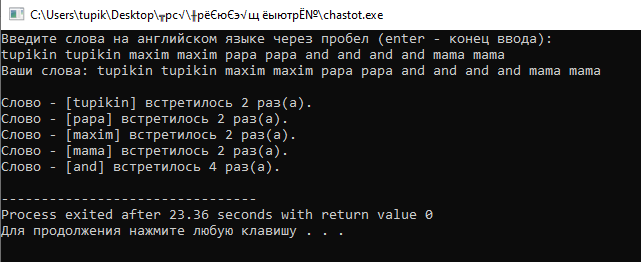 C:\Users\tupik\Desktop\╦рс√\╫рёЄюЄэ√щ ёыютрЁ№\chastot.exe
Введите слова на английском языке через пробел (enter - конец ввода):
tupikin tupikin maxim maxim papa papa and and and and mama mama
Ваши слова: tupikin tupikin maxim maxim papa papa and and and and mama mama
Слово - [tupikin] встретилось 2 раз(а).
Слово - [papa] встретилось 2 раз(а).
Слово - [maxim] встретилось 2 раз(а).
Слово - [mama] встретилось 2 раз(а).
Слово - [and] встретилось 4 раз(а).
--------------------------------
Process exited after 23.36 seconds with return value 0
Для продолжения нажмите любую клавишу . . .